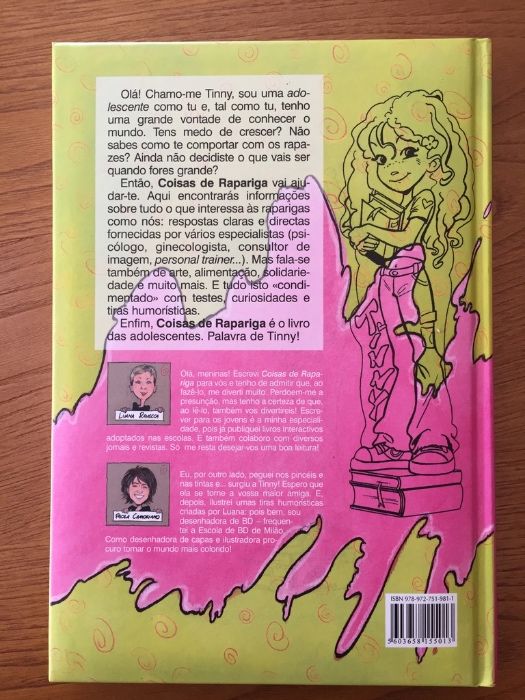 Olá! Chamo-me Tinny, sou uma ado-
lescente como tu e, tal como tu, tenho
uma grande vontade de conhecer o
mundo. Tens medo de crescer? Não
sabes como te comportar com os rapa-
zes? Ainda não decidiste o que vais ser
quando fores grande?
Então, Coisas de Rapariga vai aju-
dar-te. Aqui encontrarás informações
sobre tudo o que interessa às raparigas
como nós: respostas claras e directas
fornecidas por vários especialistas (psi-
cólogo, ginecologista, consultor de
imagem, personal trainer...). Mas fala-se
também de arte, alimentação, solidarie-
dade e muito mais. E tudo isto «condi-
mentado» com testes, curiosidades e
tiras humorísticas.
Enfim, Coisas de Rapariga é o livro
das adolescentes. Palavra de Tinny!
Olá, meninas! Escrevi Coisas de Rapa-
riga para vós e tenho de admitir que, ao
fazê-lo, me diverti muito. Perdoem-me a
presunção, mas tenho a certeza de que,
ao lê-lo, também vos divertireis! Escre-
ver para os jovens é a minha especiali-
dade, pois já publiquei livros interactivos
adoptados nas escolas. E também colaboro com diversos
jornais e revistas. Só me resta desejar-vos uma boa leitura!
Eu, por outro lado, peguei nos pincéis e
nas tintas e... surgiu a Tinny! Espero que
ela se torne a vossa maior amiga. E,
depois, ilustrei umas tiras humorísticas
criadas por Luana: pois bem, sou
desenhadora de BD – frequen-
tei a Escola de BD de Milão.
Como desenhadora de capas e ilustradora pro-
curo tornar o mundo mais colorido!
TINNY
ISBN 978-972-751-981-1
5603658155013